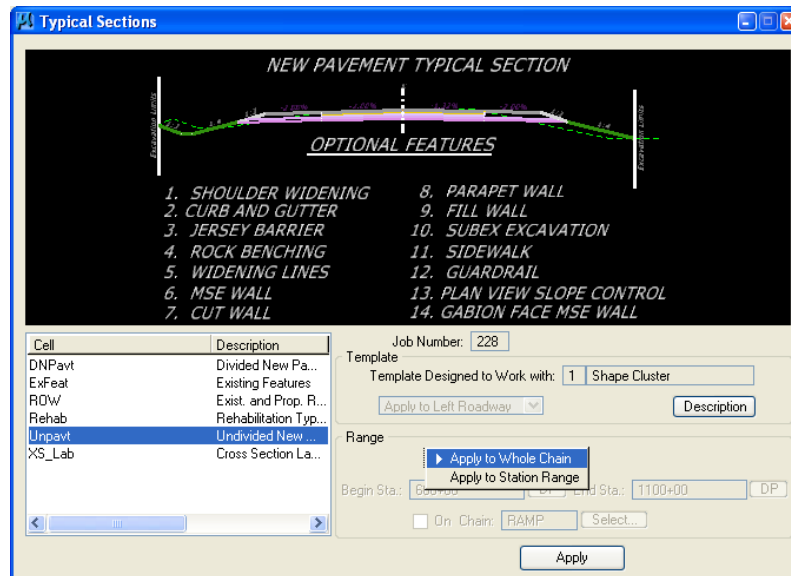 Typical Sections
NEW PAVEMENT TYPICAL SECTION
Excavation Limits
Excavation Limits
OPTIONAL FEATURES
1. SHOULDER WIDENING
2. CURB AND GUTTER
3. JERSEY BARRIER
4. ROCK BENCHING
5. WIDENING LINES
6. MSE WALL
7. CUT WALL
8. PARAPET WALL
9. FILL WALL
10. SUBEX EXCAVATION
11. SIDEWALK
12. GUARDRAIL
13. PLAN VIEW SLOPE CONTROL
14. GABION FACE MSE WALL
Cell Description
DNPavt Divided New Pa...
ExFeat Existing Features
ROW Exist. and Prop. R...
Rehab Rehabilitation Typ...
Unpavt Undivided New ...
XS_Lab Cross Section La...
Job Number: 228
Template
Template Designed to Work with: 1 Shape Cluster
Apply to Left Roadway
Description
Range
Apply to Whole Chain
Apply to Station Range
Begin Sta.: DP End Sta.: 1100+00 DP
On Chain: RAMP Select...
Apply